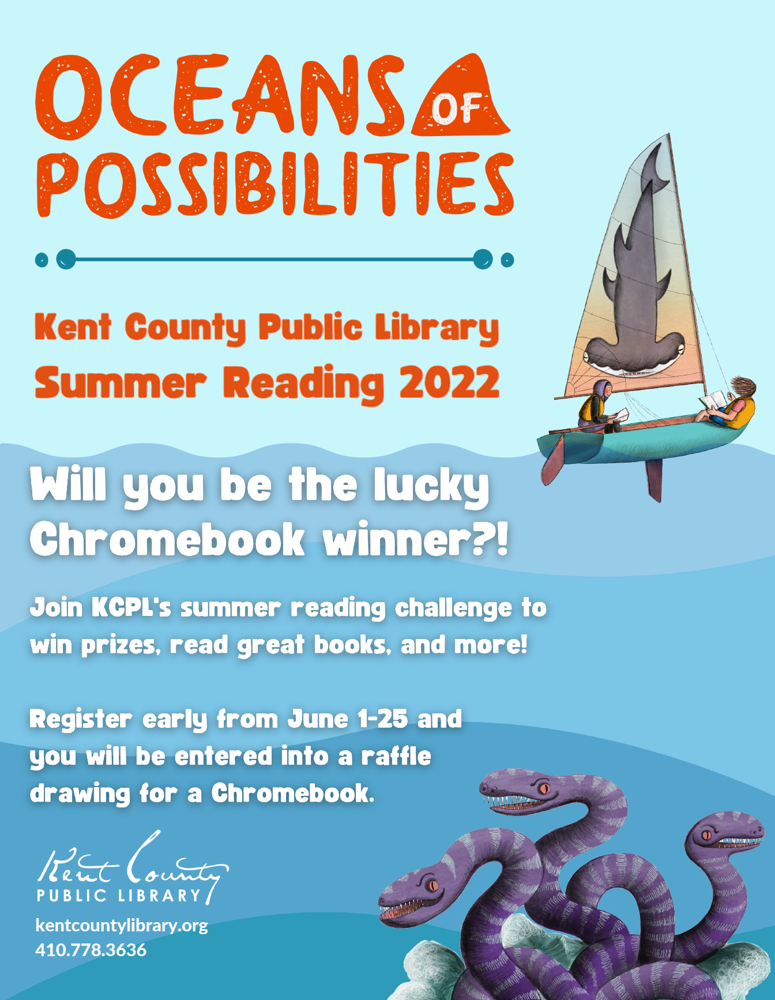 OCEANS OF
POSSIBILITIES
Kent County Public Library
Summer Reading 2022
Will you be the lucky
Chromebook winner?!
Join KCPL's summer reading challenge to
win prizes, read great books, and more!
Register early from June 1-25 and
you will be entered into a raffle
drawing for a Chromebook.
Kent County
PUBLIC LIBRARY
kentcountylibrary.org
410.778.3636